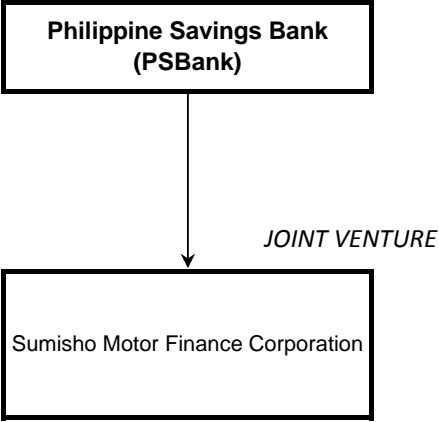 Philippine Savings Bank
(PSBank)
JOINT VENTURE
Sumisho Motor Finance Corporation